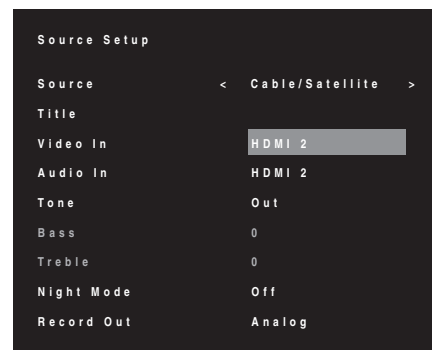 Source Setup
Source < Cable/Satellite >
Title
Video In HDMI 2
Audio In HDMI 2
Tone Out
Bass 0
Treble 0
Night Mode Off
Record Out Analog